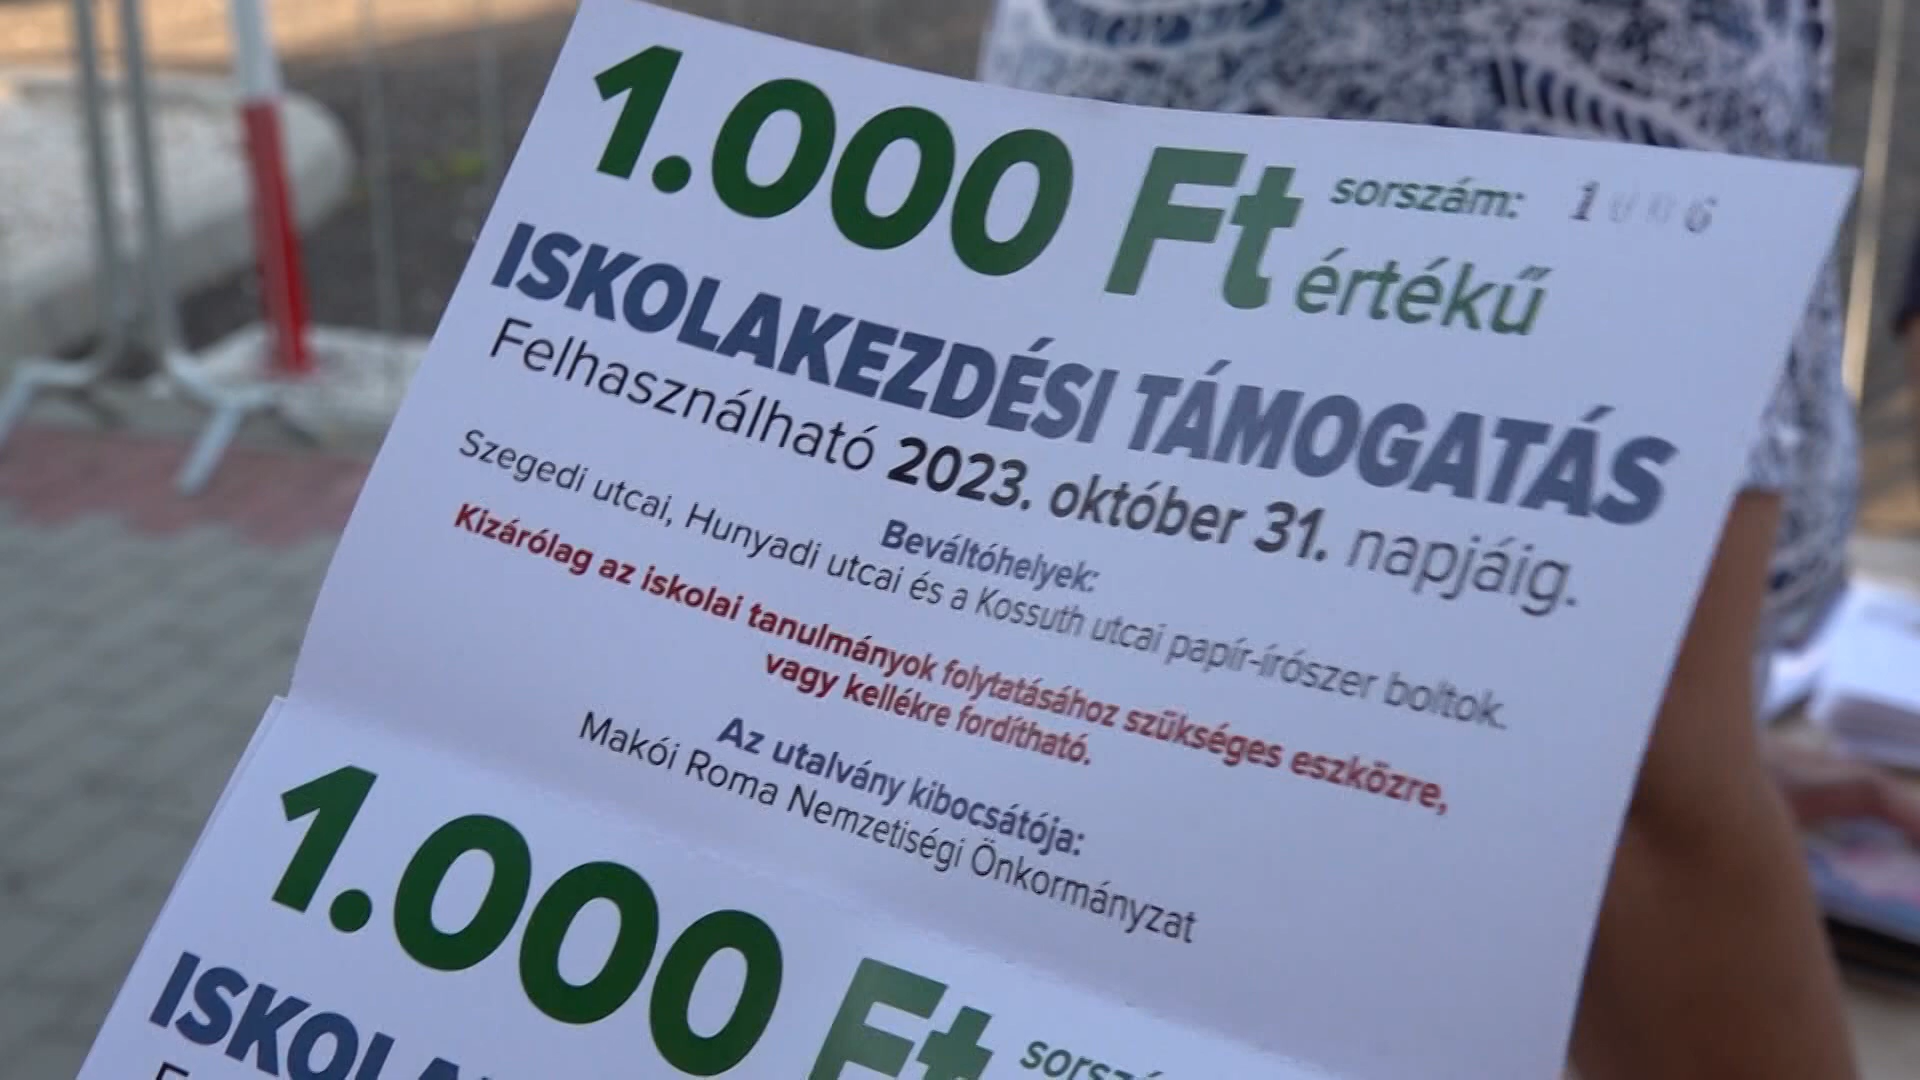 1.000 Ft sorszám:
értékű
ISKOLAKEZDÉSI TÁMOGATÁS
Felhasználható 2023. október 31. napjáig.
Beváltóhelyek:
Szegedi utcai, Hunyadi utcai és a Kossuth utcai papír-írószer boltok.
Kizárólag az iskolai tanulmányok folytatásához szükséges eszközre,
vagy kellékre fordítható.
Az utalvány kibocsátója:
Makói Roma Nemzetiségi Önkormányzat
1.000 Ft